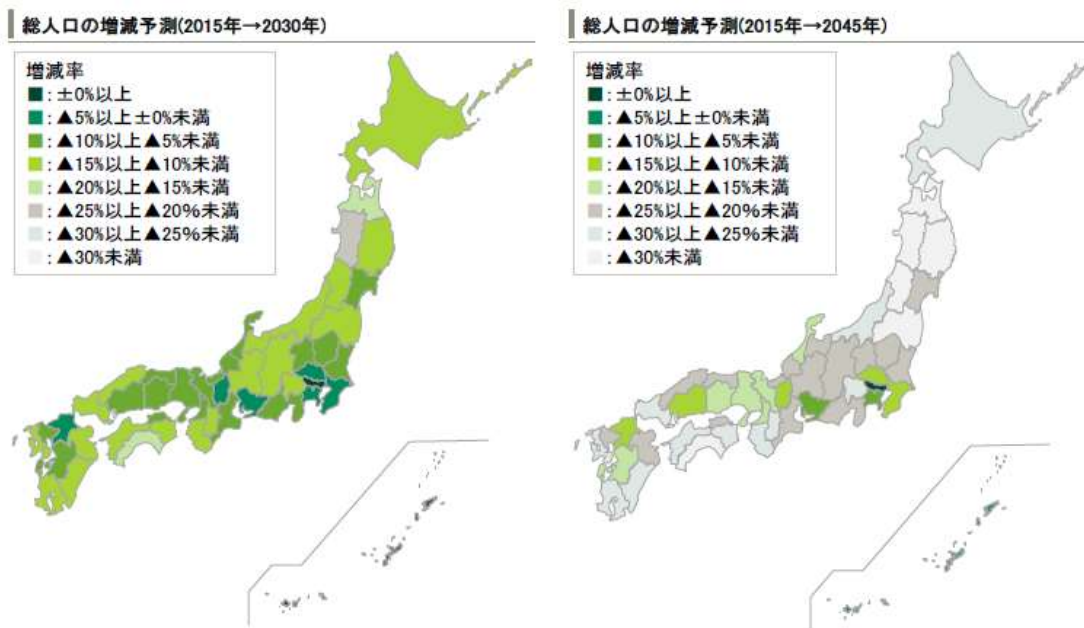 総人口の増減予測(2015年→2030年)
増減率
■:±0%以上
■:▲5%以上±0%未満
■:▲10%以上▲5%未満
■:▲15%以上▲10%未満
■:▲20%以上▲15%未満
■:▲25%以上▲20%未満
■:▲30%以上▲25%未満
■:▲30%未満
総人口の増減予測(2015年→2045年)
増減率
■:±0%以上
■:▲5%以上±0%未満
■:▲10%以上▲5%未満
■:▲15%以上▲10%未満
■:▲20%以上▲15%未満
■:▲25%以上▲20%未満
■:▲30%以上▲25%未満
■:▲30%未満